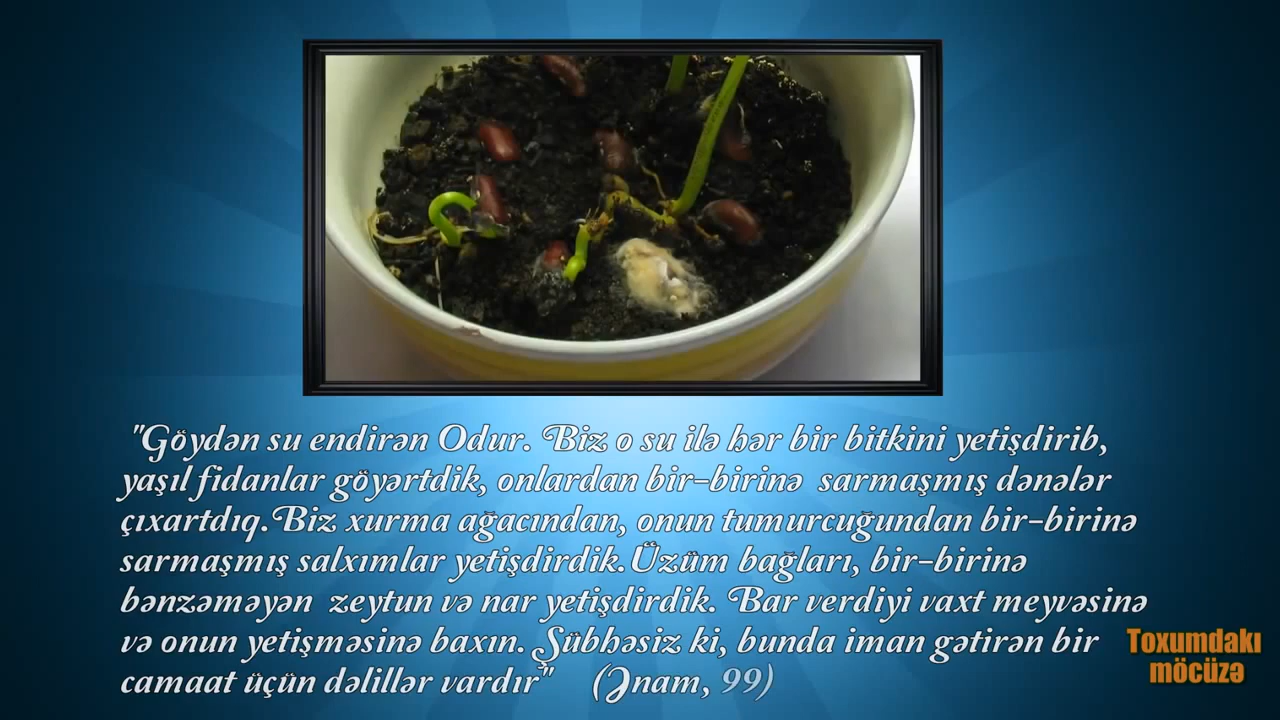 "Göydən su endirən Odur. Biz o su ilə hər bir bitkini yetişdirib,
yaşıl fidanlar göyərtdik, onlardan bir-birinə sarmaşmış dənələr
çıxartdıq.Biz xurma ağacından, onun tumurcuğundan bir-birinə
sarmaşmış salxımlar yetişdirdik.Üzüm bağları, bir-birinə
bənzəməyən zeytun və nar yetişdirdik. Bar verdiyi vaxt meyvəsinə
və onun yetişməsinə baxın. Şübhəsiz ki, bunda iman gətirən bir
camaat üçün dəlillər vardır" (Ənam, 99)
Toxumdakı
möcüzə